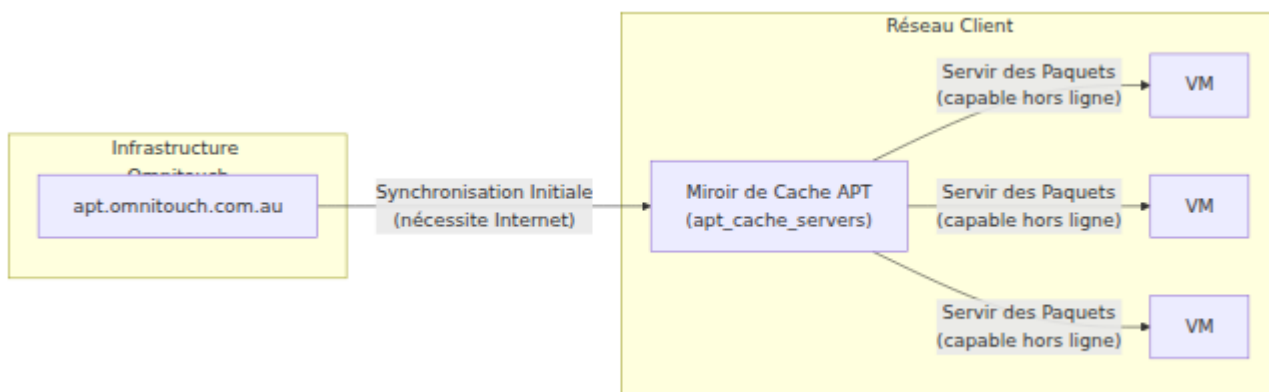 Réseau Client
Servir des Paquets
(capable hors ligne)
VM
Infrastructure
Omnitouch
apt.omnitouch.com.au
Synchronisation Initiale
(nécessite Internet)
Miroir de Cache APT
(apt_cache_servers)
Servir des Paquets
(capable hors ligne)
VM
Servir des Paquets
(capable hors ligne)
VM